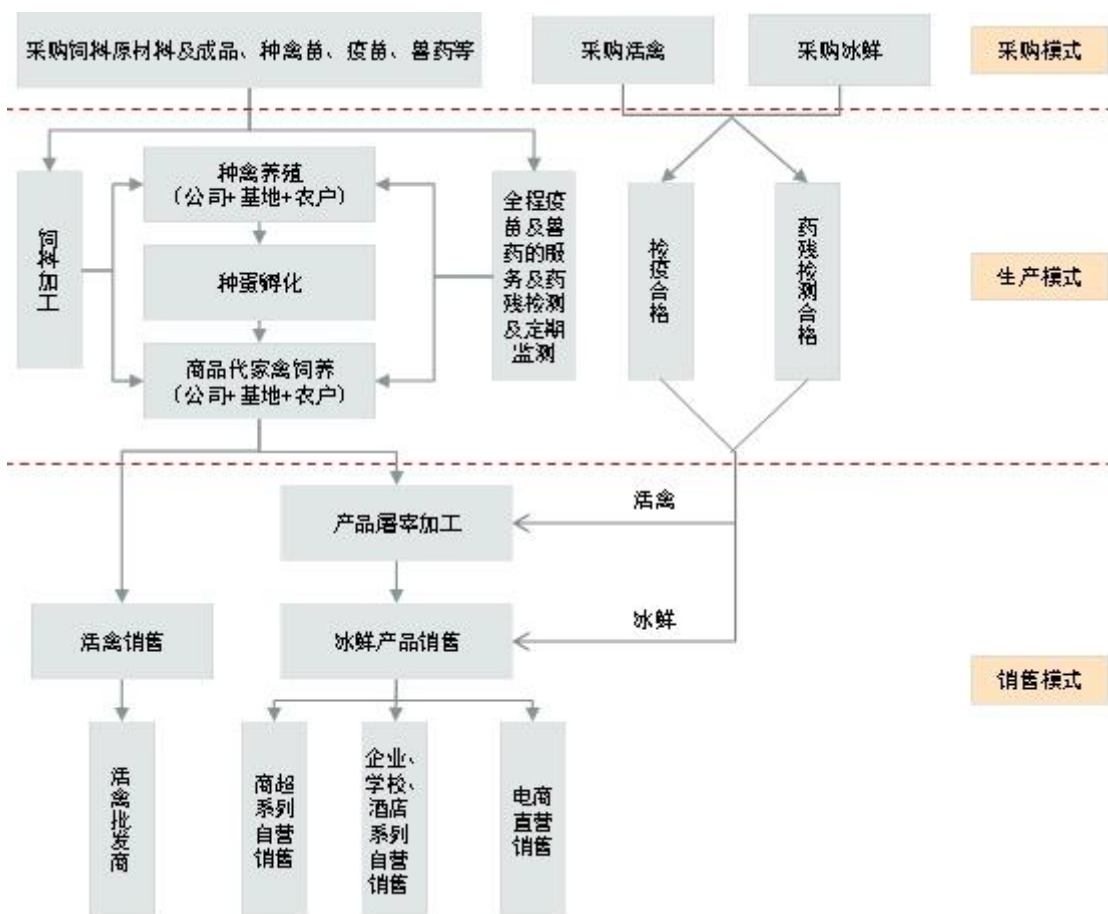 采购饲料原材料及成品、种禽苗、疫苗、兽药等
采购活禽
采购冰鲜
采购模式
饲料加工
种禽养殖
（公司+基地+农户）
种蛋孵化
商品代家禽饲养
（公司+基地+农户）
全程疫
苗及兽
药的服
务及药
残检测
及定期
监测
检疫合格
药残检测合格
生产模式
产品屠宰加工
活禽
活禽销售
冰鲜产品销售
冰鲜
销售模式
活禽批发商
商超
系列
自营
销售
企业、
学校、
酒店
系列
自营
销售
电商
直营
销售